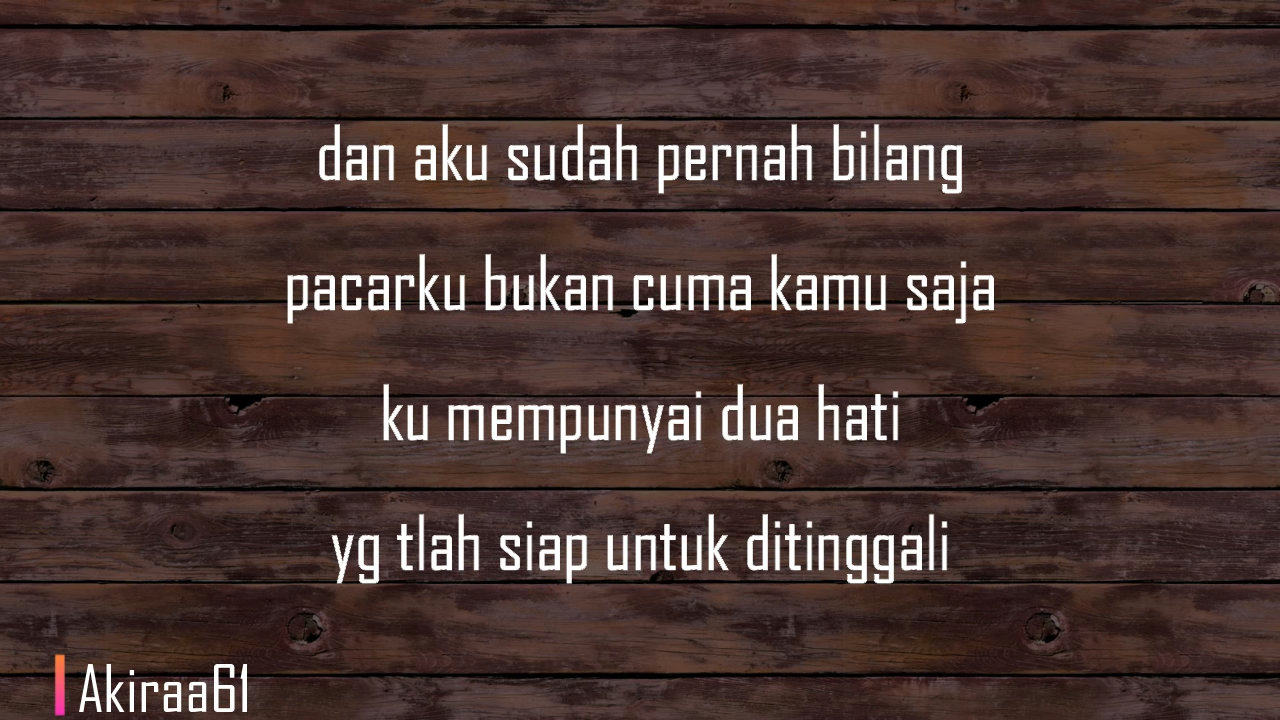 dan aku sudah pernah bilang
pacarku bukan cuma kamu saja
ku mempunyai dua hati
yg tlah siap untuk ditinggali
Akiraa61